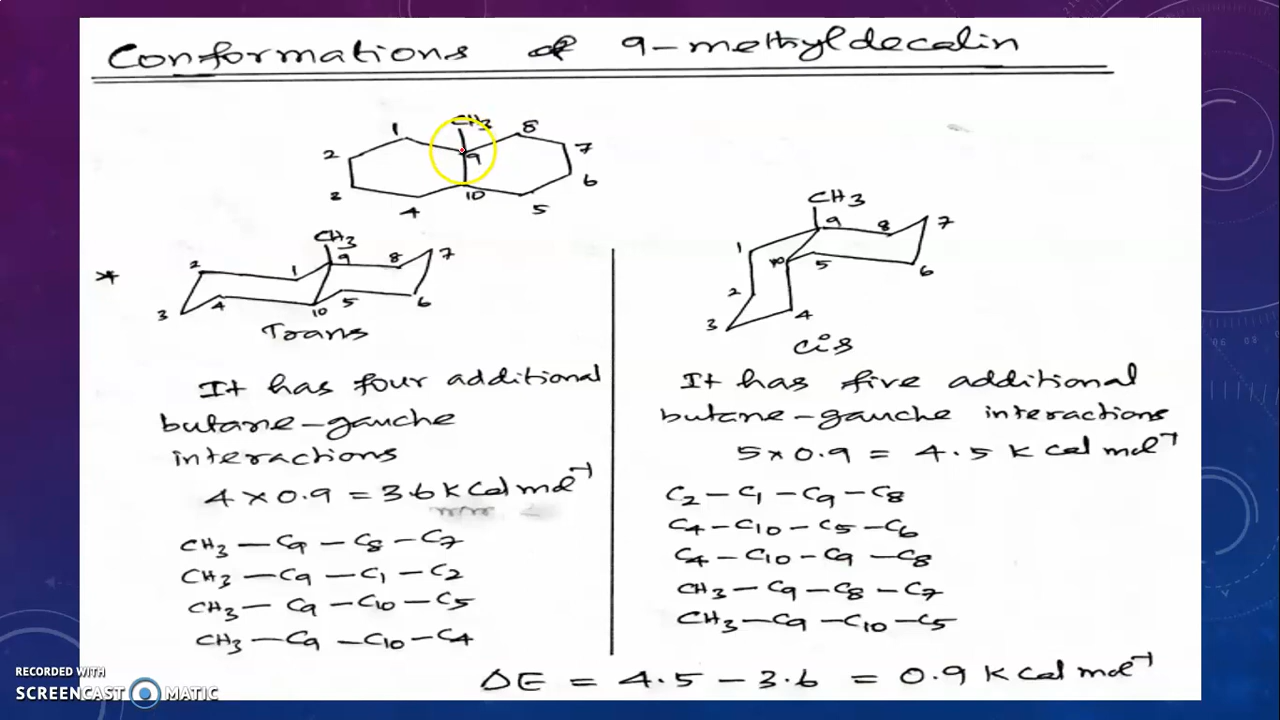 Conformations of 9-methyldecalin
CH3
1
8
2
9
7
3
10
6
4
5
CH3
2
1
9
8
7
3
4
10
5
6
Trans
It has four additional
butane-gauche
interactions
4 × 0.9 = 3.6 k Cal mol⁻¹
CH3 — C9 — C8 — C7
CH3 — C9 — C1 — C2
CH3 — C9 — C10 — C5
CH3 — C9 — C10 — C4
CH3
9
8
7
1
10
5
6
2
3
4
Cis
It has five additional
butane-gauche interactions
5 × 0.9 = 4.5 k Cal mol⁻¹
C2 — C1 — C9 — C8
C4 — C10 — C5 — C6
C4 — C10 — C9 — C8
CH3 — C9 — C8 — C7
CH3 — C9 — C10 — C5
ΔE = 4.5 - 3.6 = 0.9 k Cal mol⁻¹
RECORDED WITH
SCREENCAST MATIC